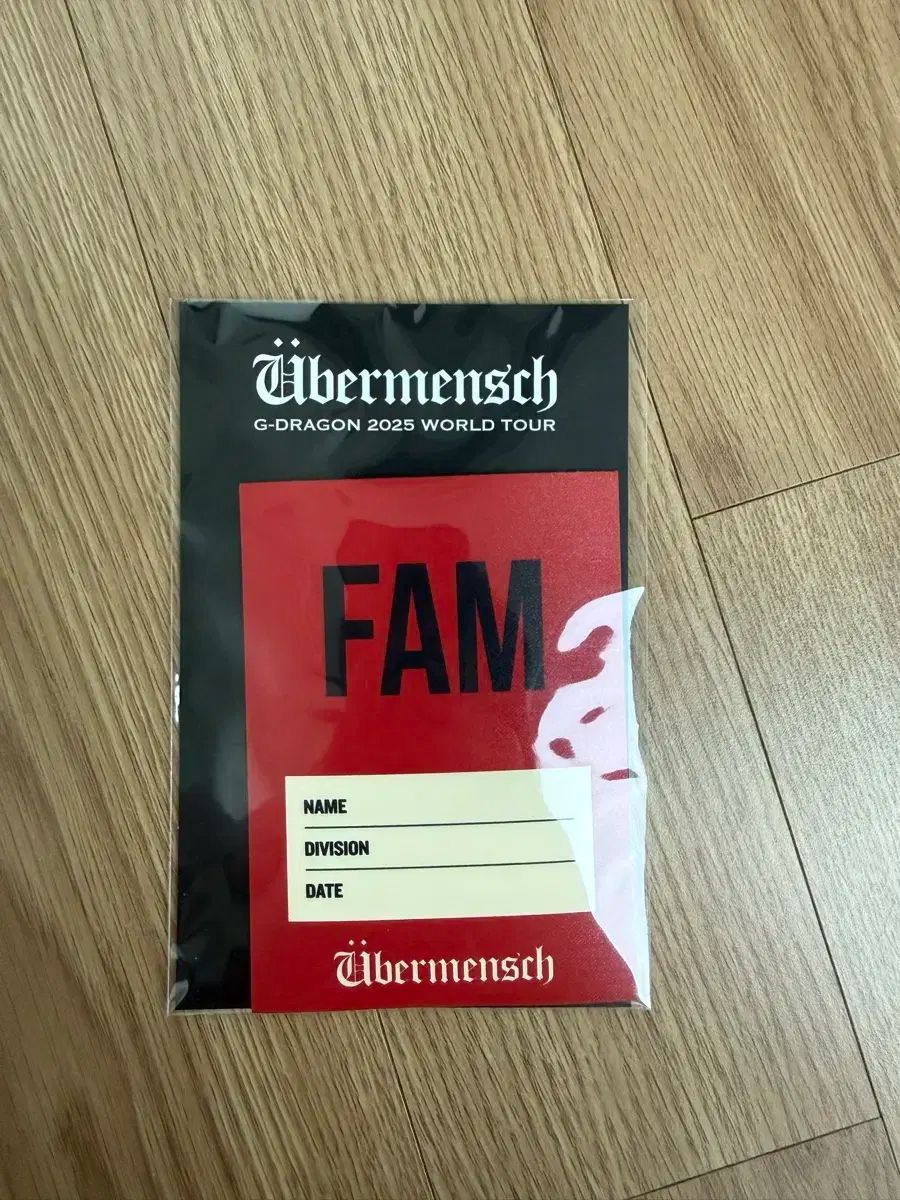 Übermensch
G-DRAGON 2025 WORLD TOUR
FAM
NAME
DIVISION
DATE
Übermensch